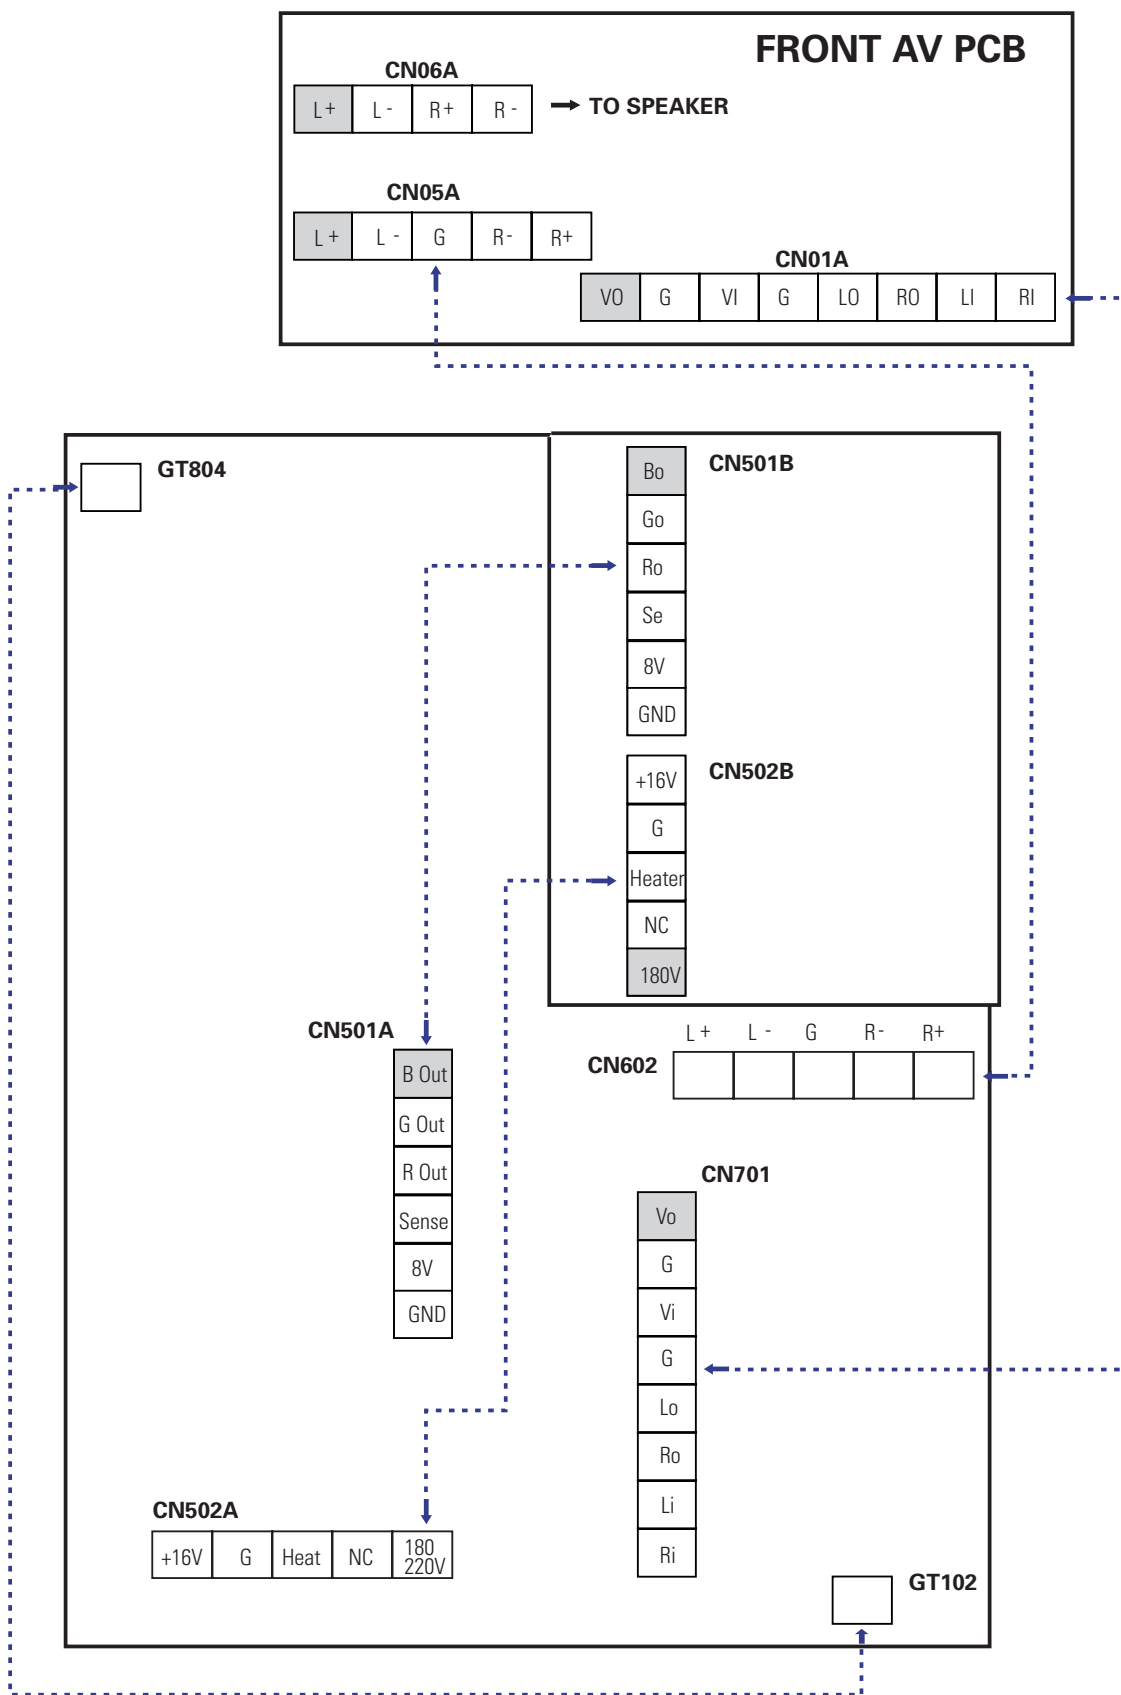 FRONT AV PCB
CN06A
L+ L- R+ R- → TO SPEAKER
CN05A
L+ L- G R- R+
CN01A
VO G VI G LO RO LI RI
GT804
CN501B
Bo
Go
Ro
Se
8V
GND
CN502B
+16V
G
Heater
NC
180V
CN501A
B Out
G Out
R Out
Sense
8V
GND
L+ L- G R- R+
CN602
CN701
Vo
G
Vi
G
Lo
Ro
Li
Ri
CN502A
+16V G Heat NC 180
220V
GT102